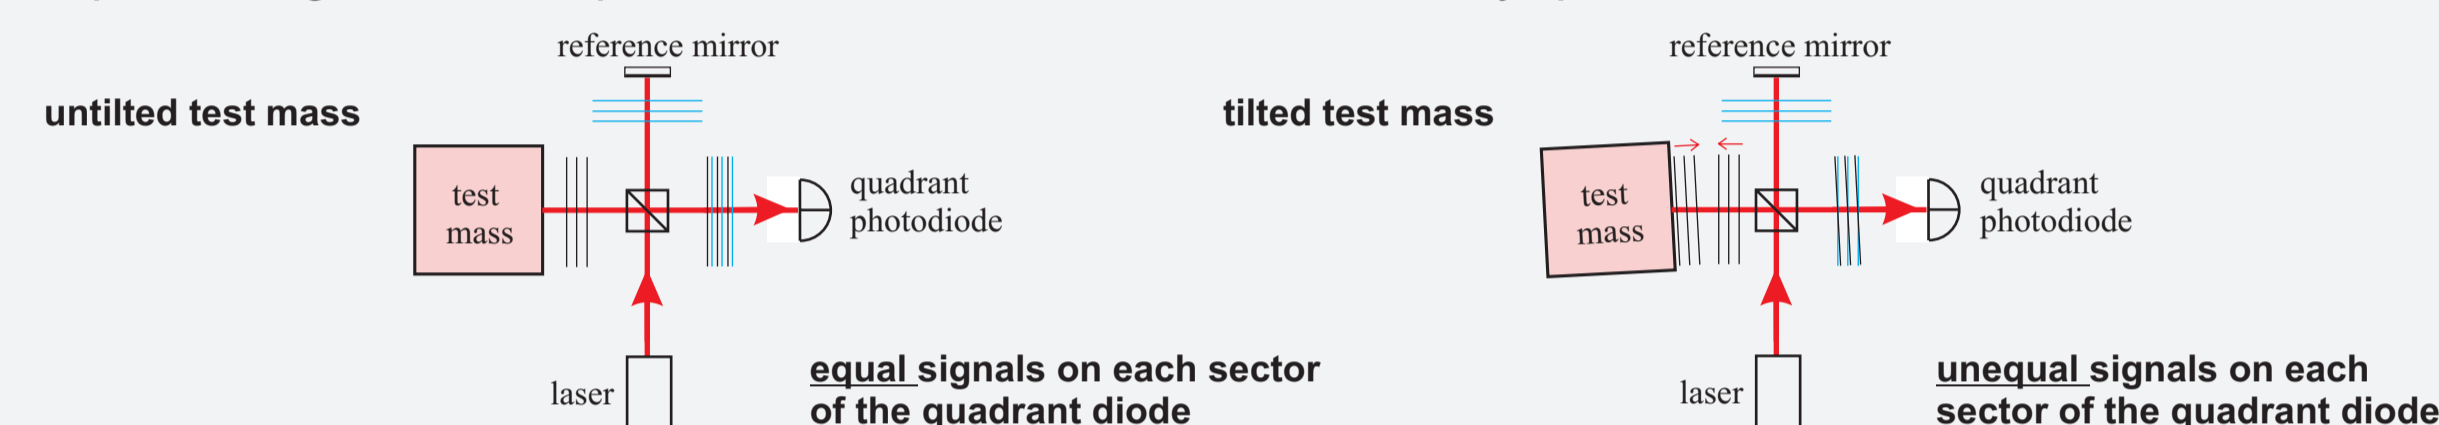 reference mirror
untilted test mass
test
mass
quadrant
photodiode
laser
equal signals on each sector
of the quadrant diode
reference mirror
tilted test mass
test
mass
quadrant
photodiode
laser
unequal signals on each
sector of the quadrant diode